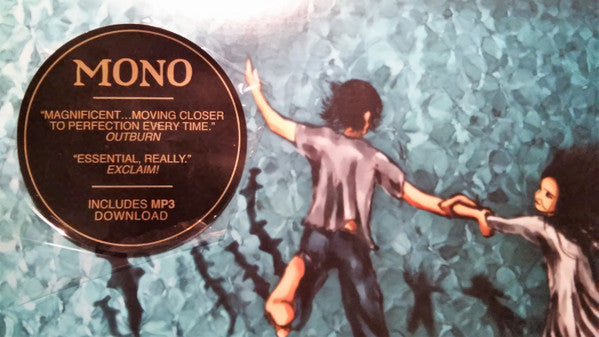 MONO
“MAGNIFICENT...MOVING CLOSER
TO PERFECTION EVERY TIME.”
OUTBURN
“ESSENTIAL, REALLY.”
EXCLAIM!
INCLUDES MP3
DOWNLOAD